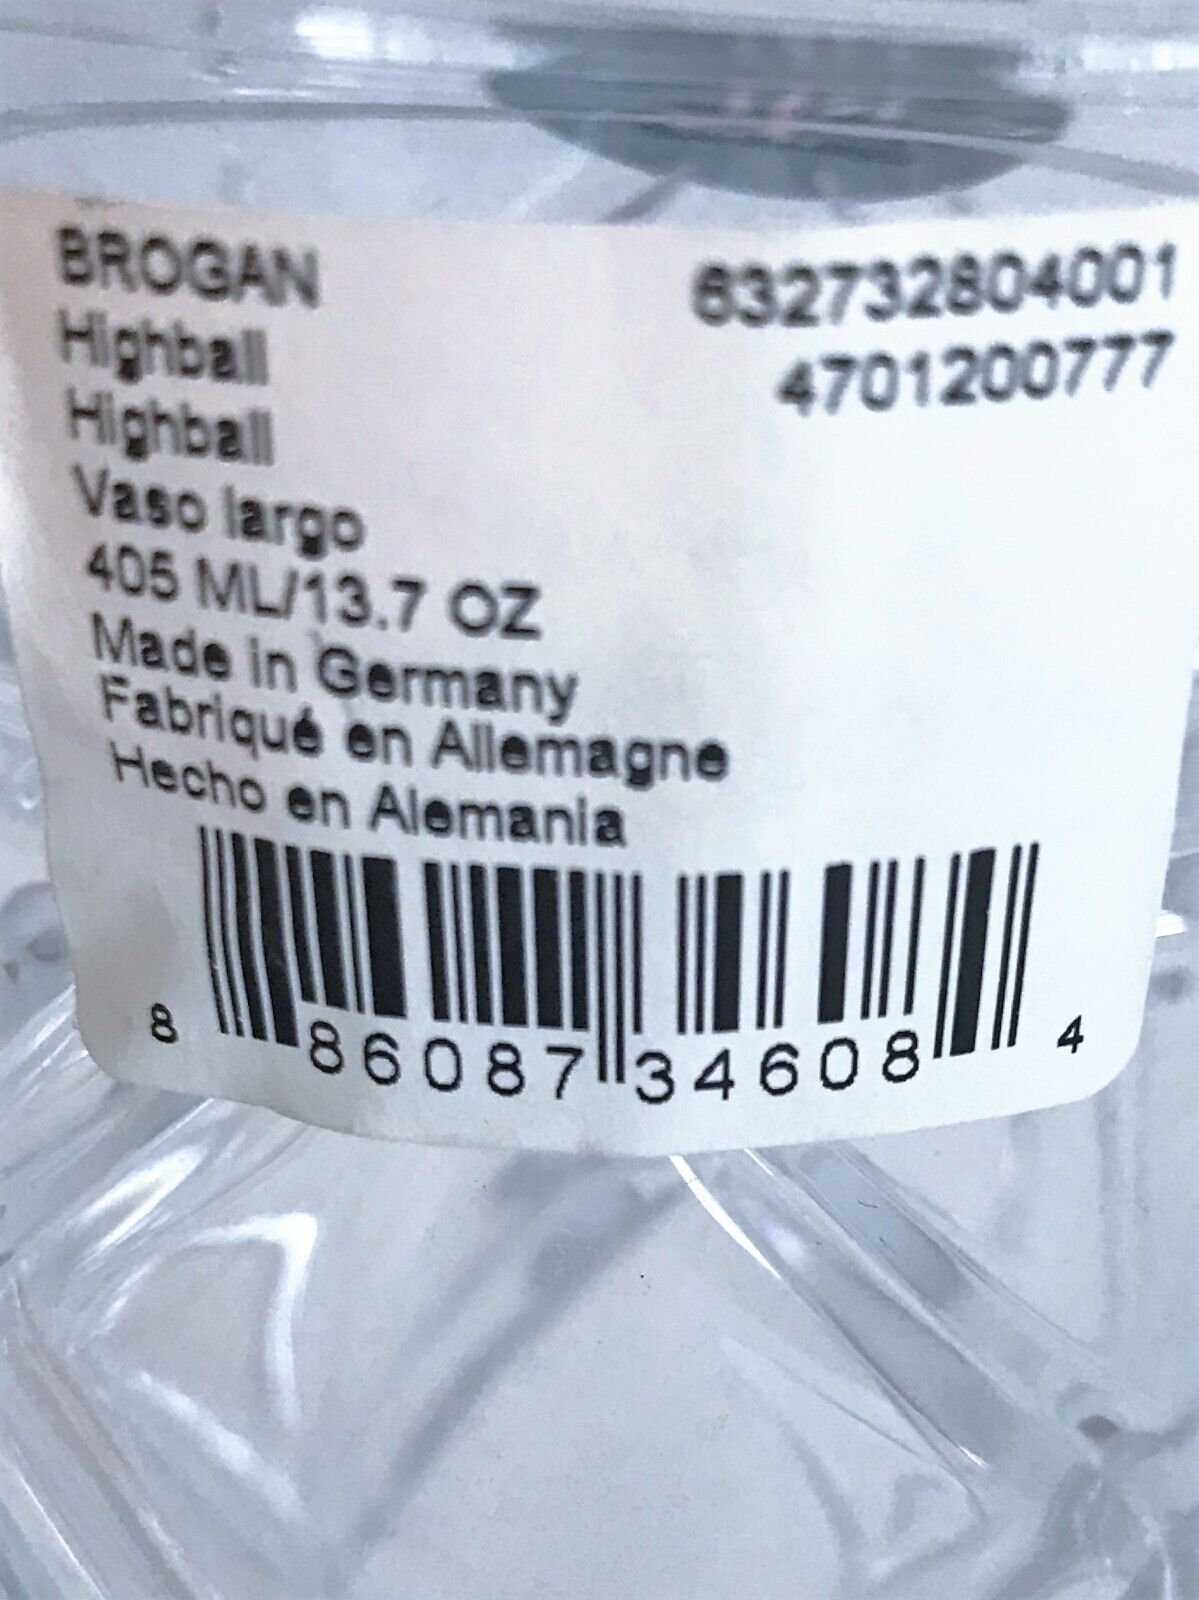 BROGAN 632732804001
Highball 4701200777
Highball
Vaso largo
405 ML/13.7 OZ
Made in Germany
Fabriqué en Allemagne
Hecho en Alemania
8 86087 34608 4